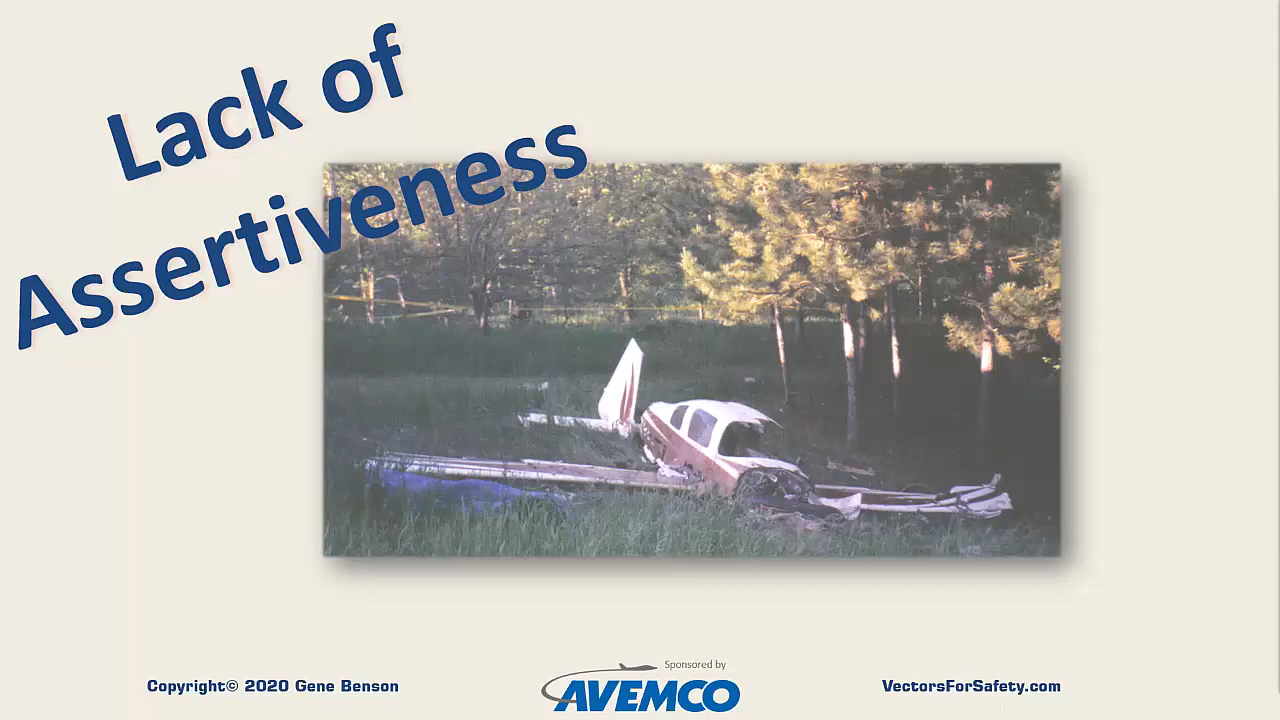 Lack of
Assertiveness
Sponsored by
AVEMCO
Copyright© 2020 Gene Benson
VectorsForSafety.com